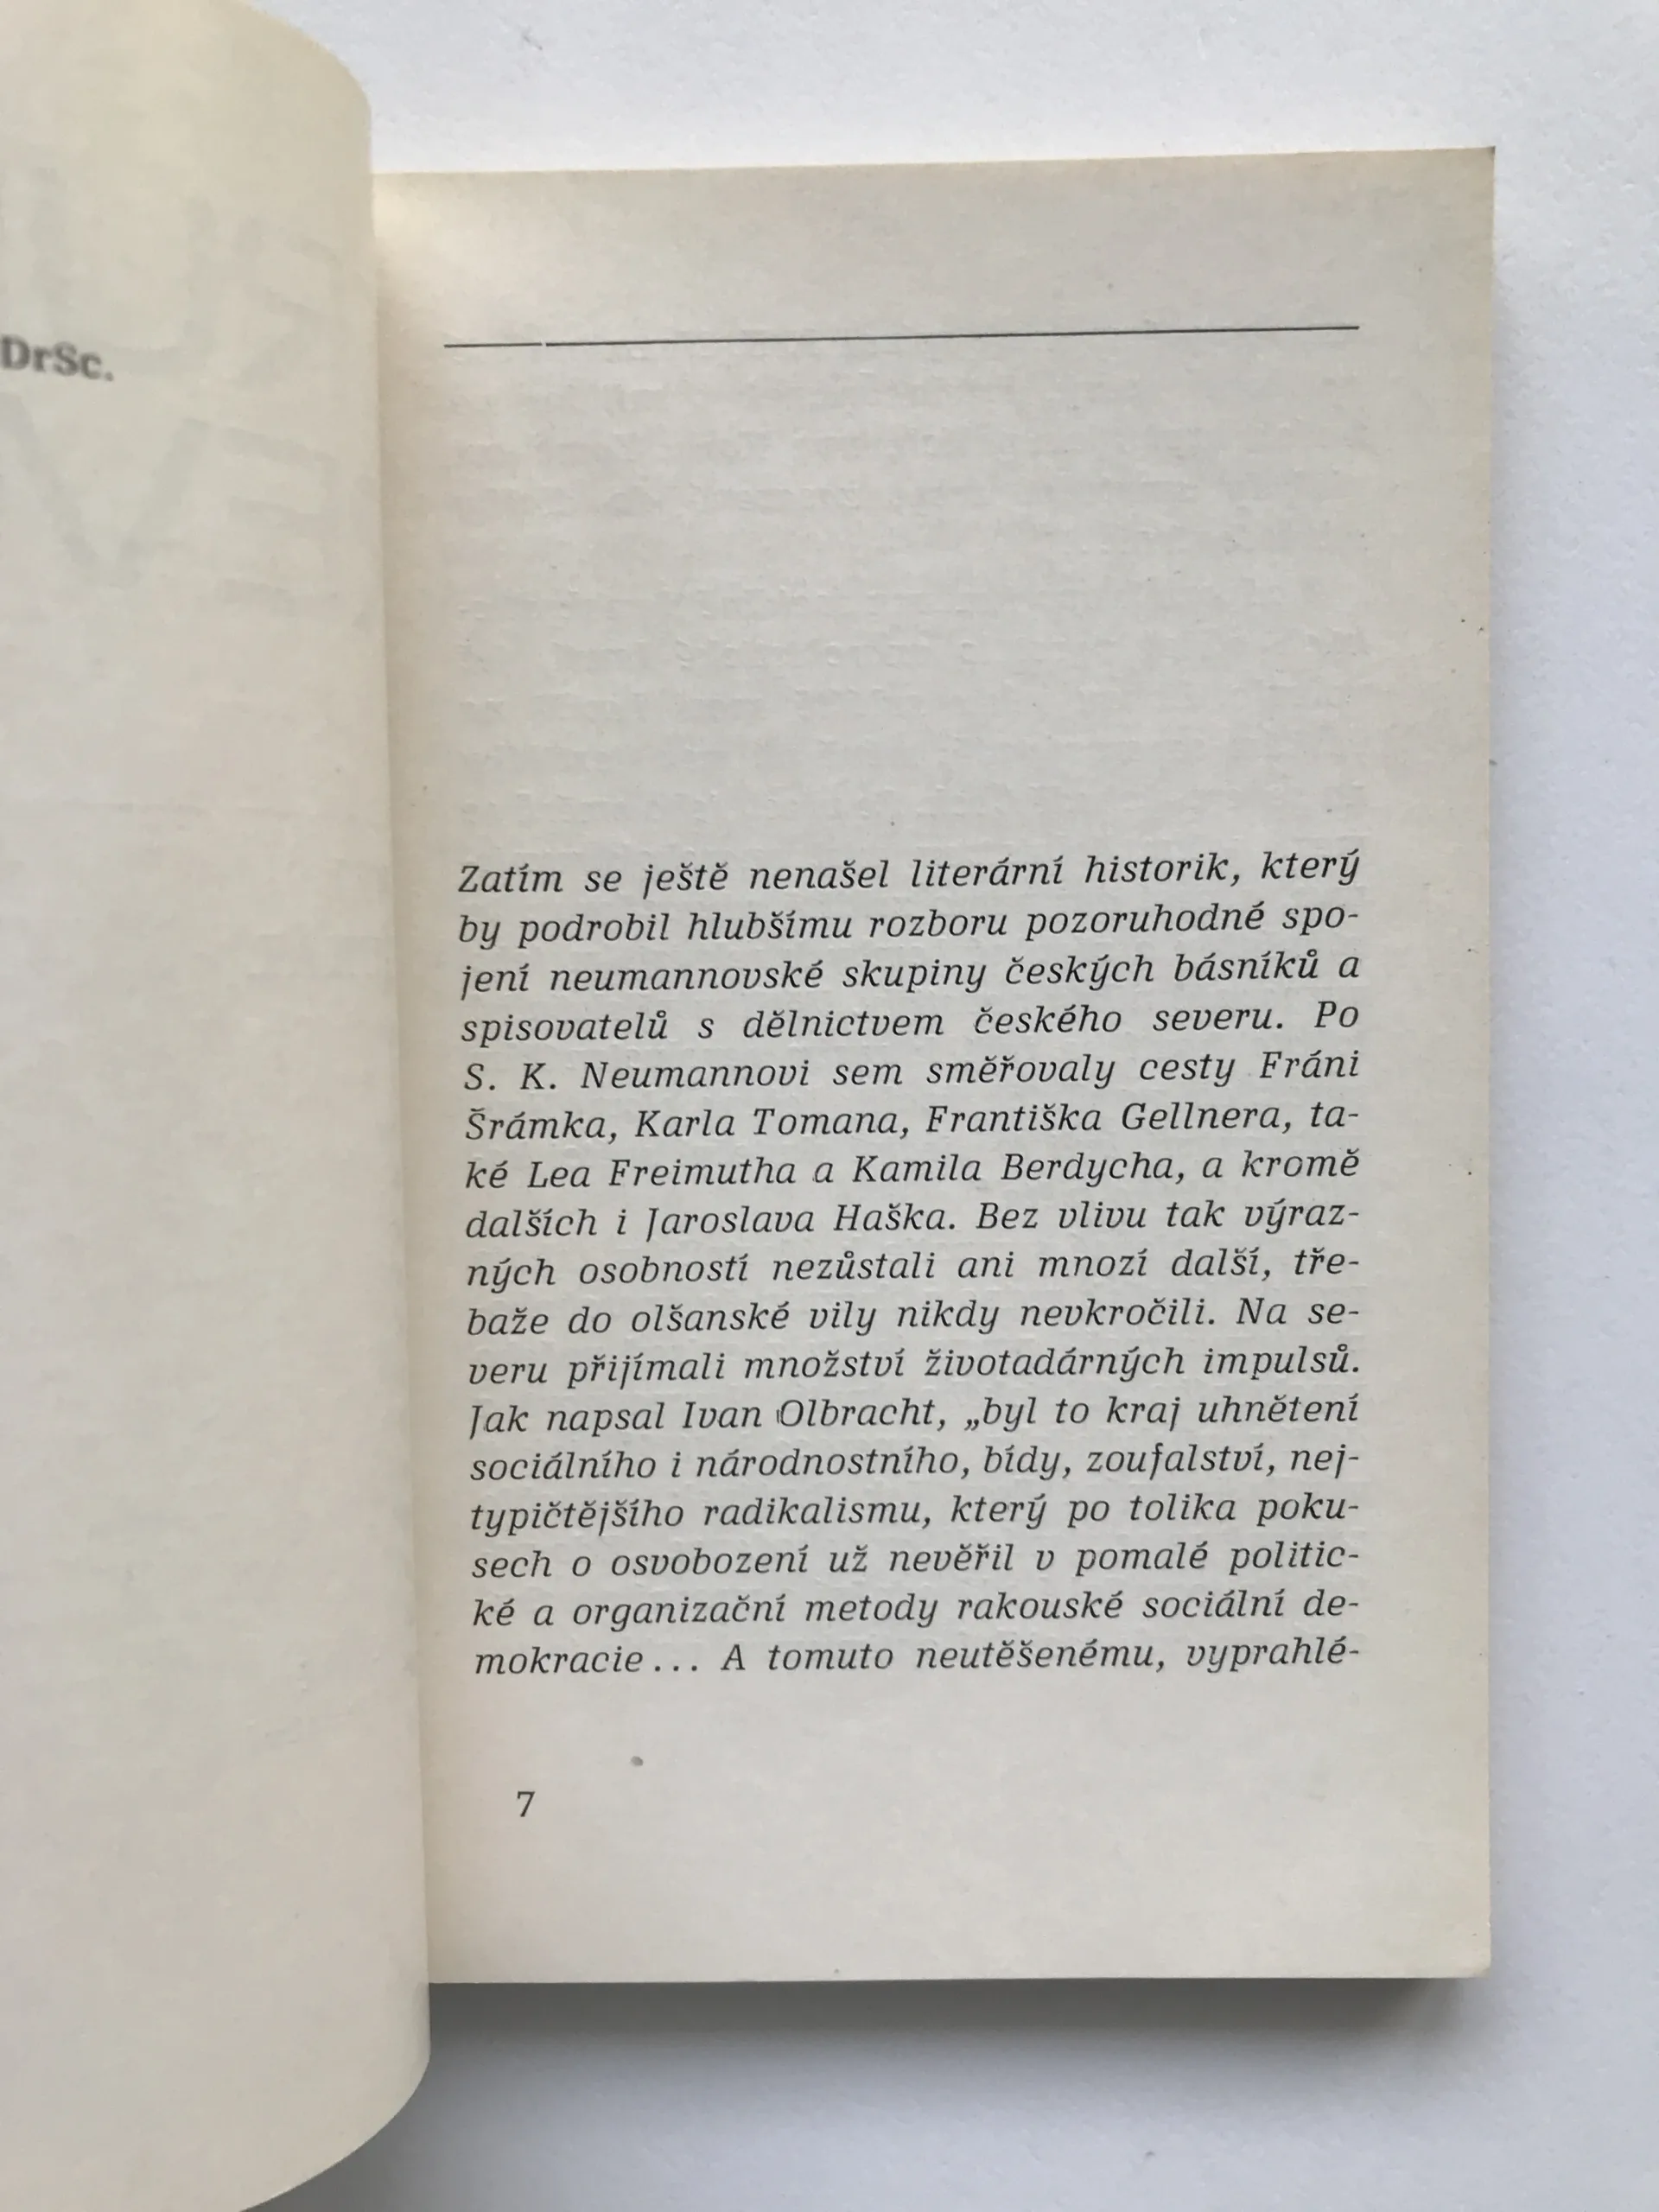 DrSc.
Zatím se ještě nenašel literární historik, který
by podrobil hlubšímu rozboru pozoruhodné spo-
jení neumannovské skupiny českých básníků a
spisovatelů s dělnictvem českého severu. Po
S. K. Neumannovi sem směřovaly cesty Fráni
Šrámka, Karla Tomana, Františka Gellnera, ta-
ké Lea Freimutha a Kamila Berdycha, a kromě
dalších i Jaroslava Haška. Bez vlivu tak výraz-
ných osobností nezůstali ani mnozí další, tře-
baže do olšanské vily nikdy nevkročili. Na se-
veru přijímali množství životadárných impulsů.
Jak napsal Ivan Olbracht, „byl to kraj uhnětení
sociálního i národnostního, bídy, zoufalství, nej-
typičtějšího radikalismu, který po tolika poku-
sech o osvobození už nevěřil v pomalé politic-
ké a organizační metody rakouské sociální de-
mokracie... A tomuto neutěšenému, vyprahlé-
7